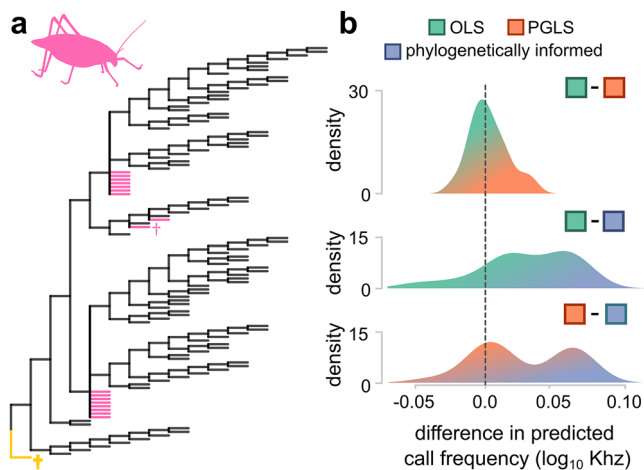 a
†
†
b
OLS PGLS
phylogenetically informed
30
density
0
-
15
density
0
-
15
density
0
-
-0.05 0.0 0.05 0.10
difference in predicted
call frequency (log₁₀ Khz)